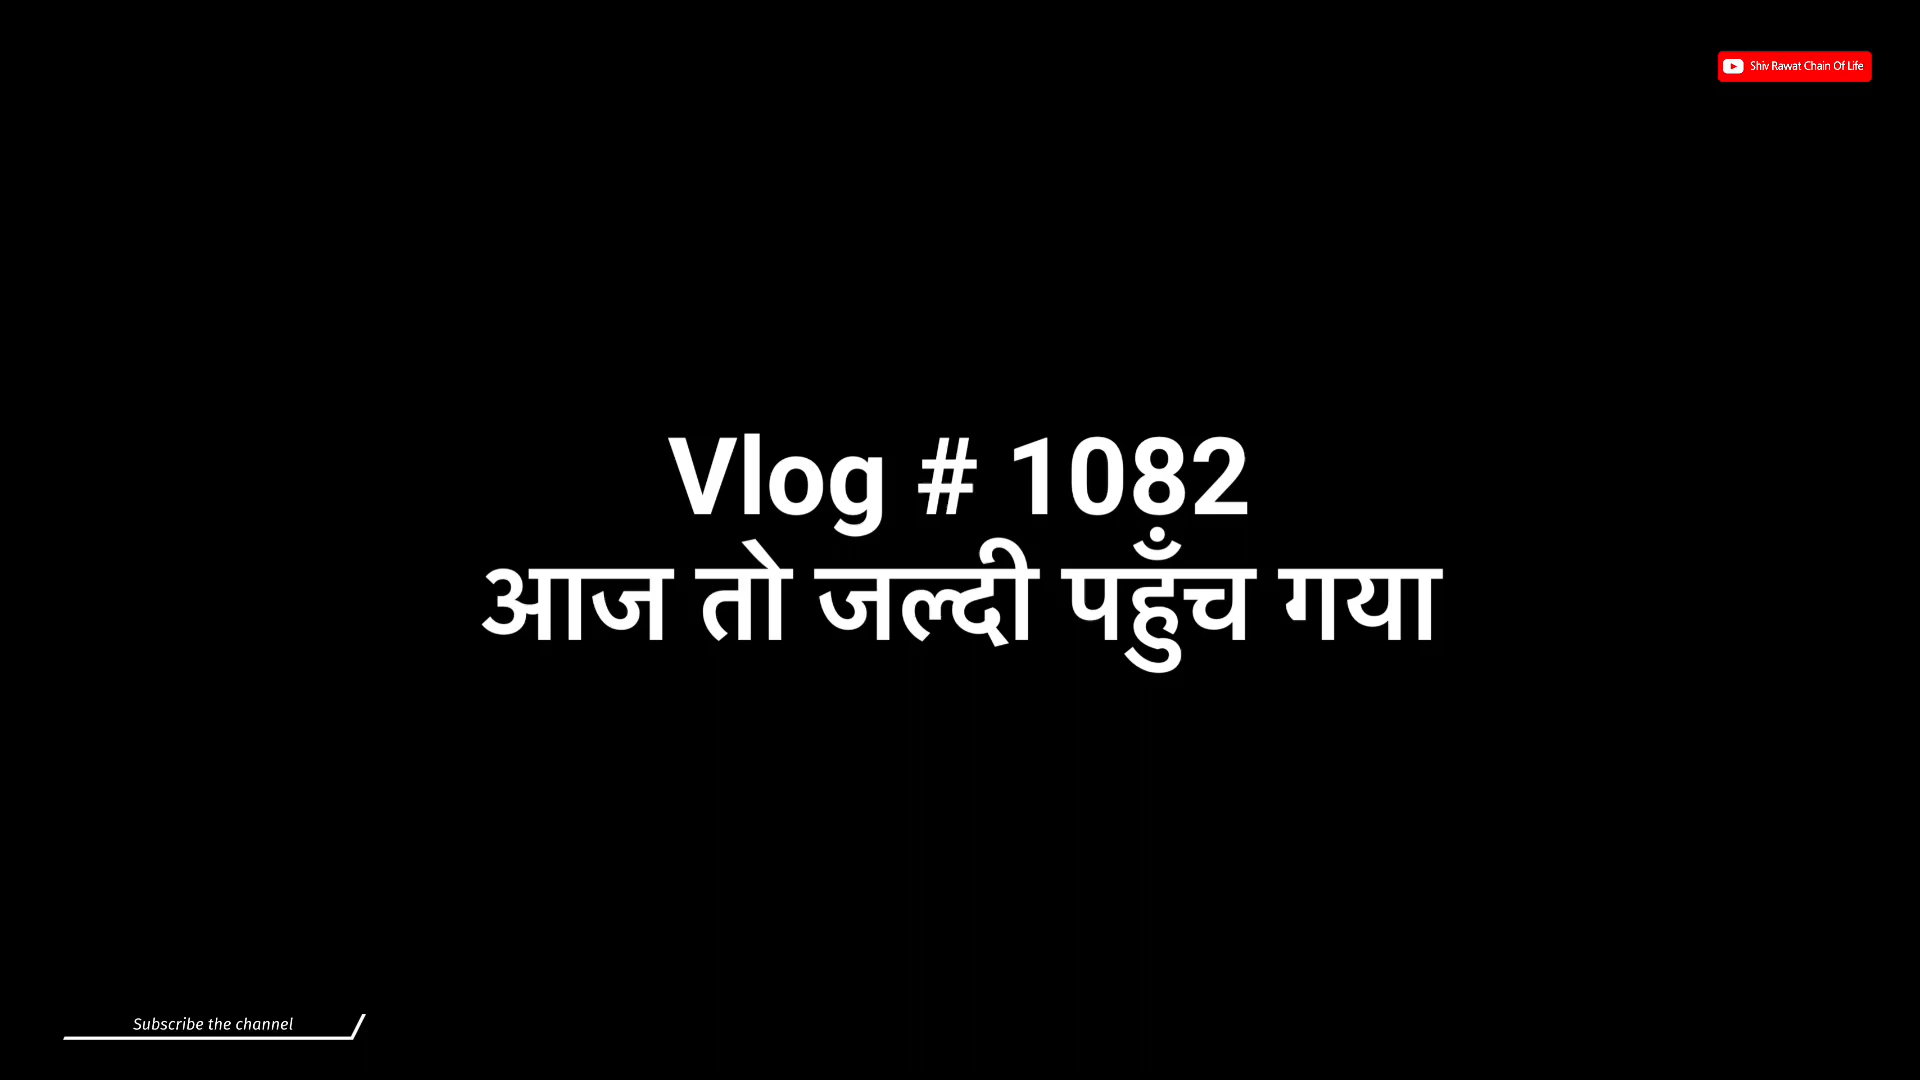 Shiv Rawat Chain Of Life
Vlog # 1082
आज तो जल्दी पहुँच गया
Subscribe the channel